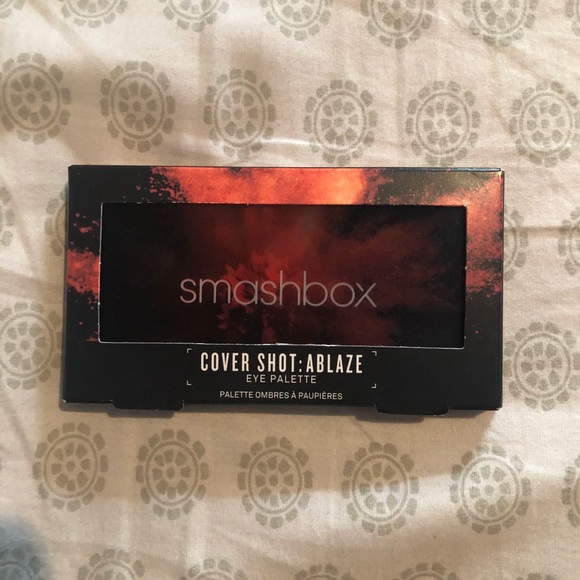 smashbox
COVER SHOT: ABLAZE
EYE PALETTE
PALETTE OMBRES À PAUPIÈRES